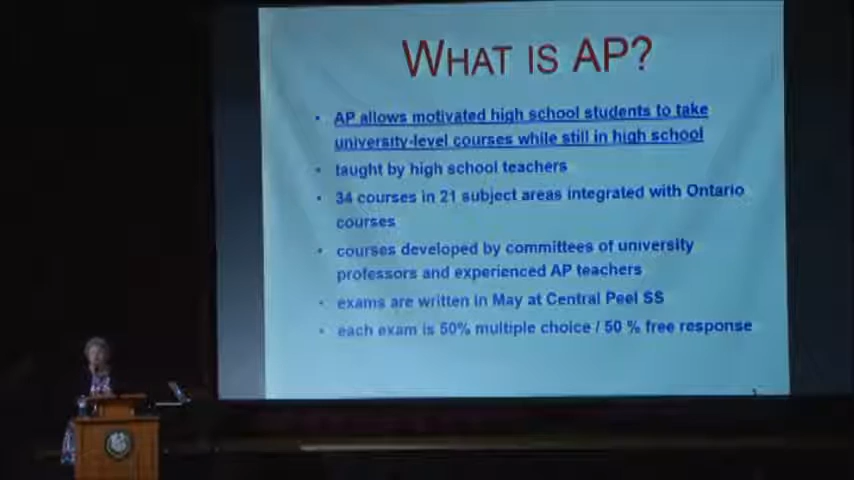 WHAT IS AP?
• AP allows motivated high school students to take
university-level courses while still in high school
• taught by high school teachers
• 34 courses in 21 subject areas integrated with Ontario
courses
• courses developed by committees of university
professors and experienced AP teachers
• exams are written in May at Central Peel SS
• each exam is 50% multiple choice / 50 % free response